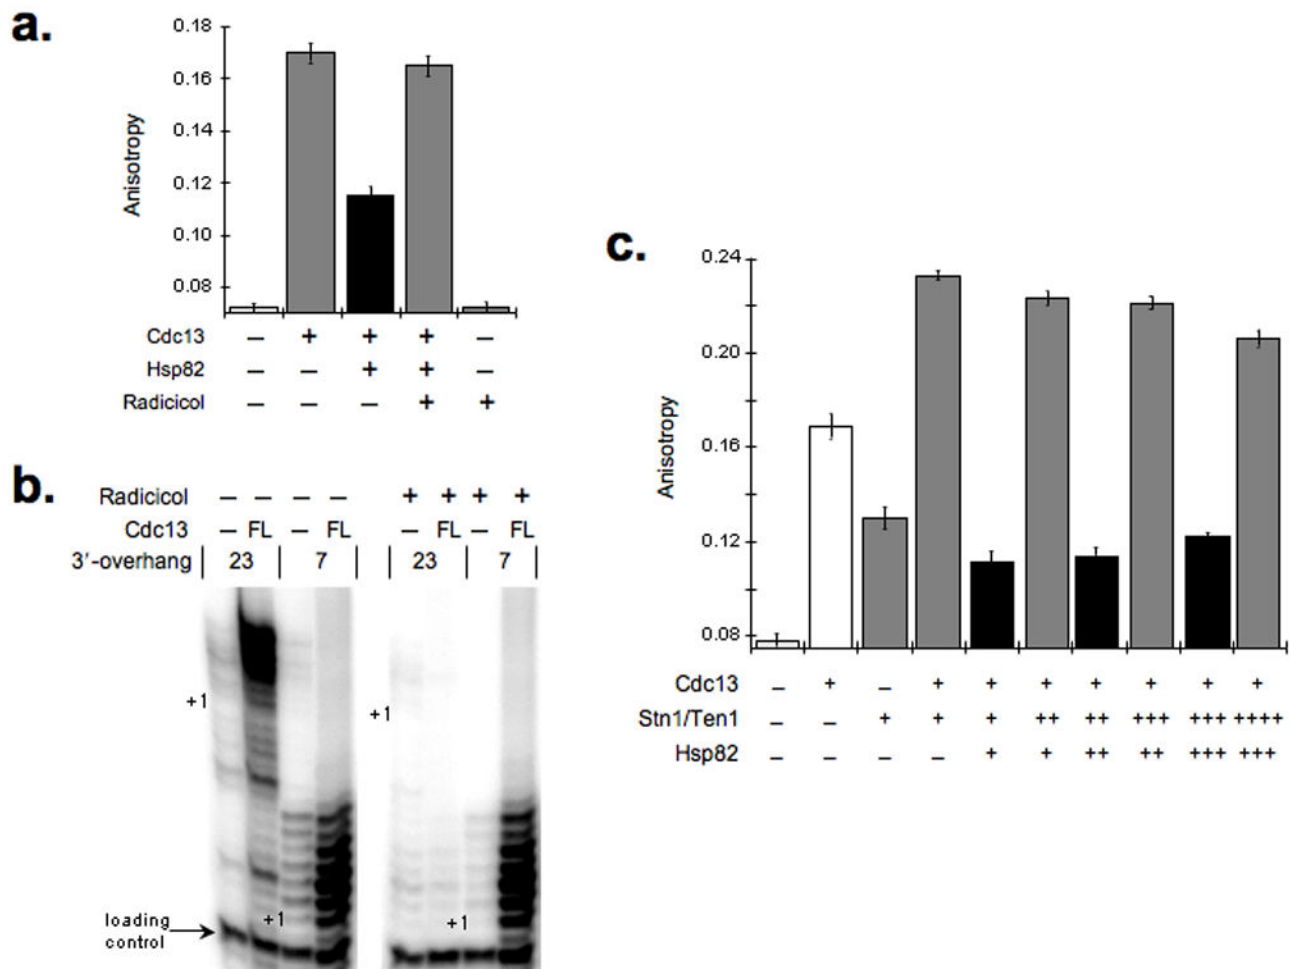 a.
0.18
0.16
0.14
0.12
0.10
0.08
Anisotropy
Cdc13 – + + + –
Hsp82 – – + + –
Radicicol – – – + +
b.
Radicicol – – – – + + + +
Cdc13 – FL – FL – FL – FL
3′-overhang | 23 | 7 | | 23 | 7 |
+1
+1
+1
+1
loading
control
c.
0.24
0.20
0.16
0.12
0.08
Anisotropy
Cdc13 – + – + + + + + + +
Stn1/Ten1 – – + + + ++ ++ +++ +++ ++++
Hsp82 – – – – + + ++ ++ +++ +++